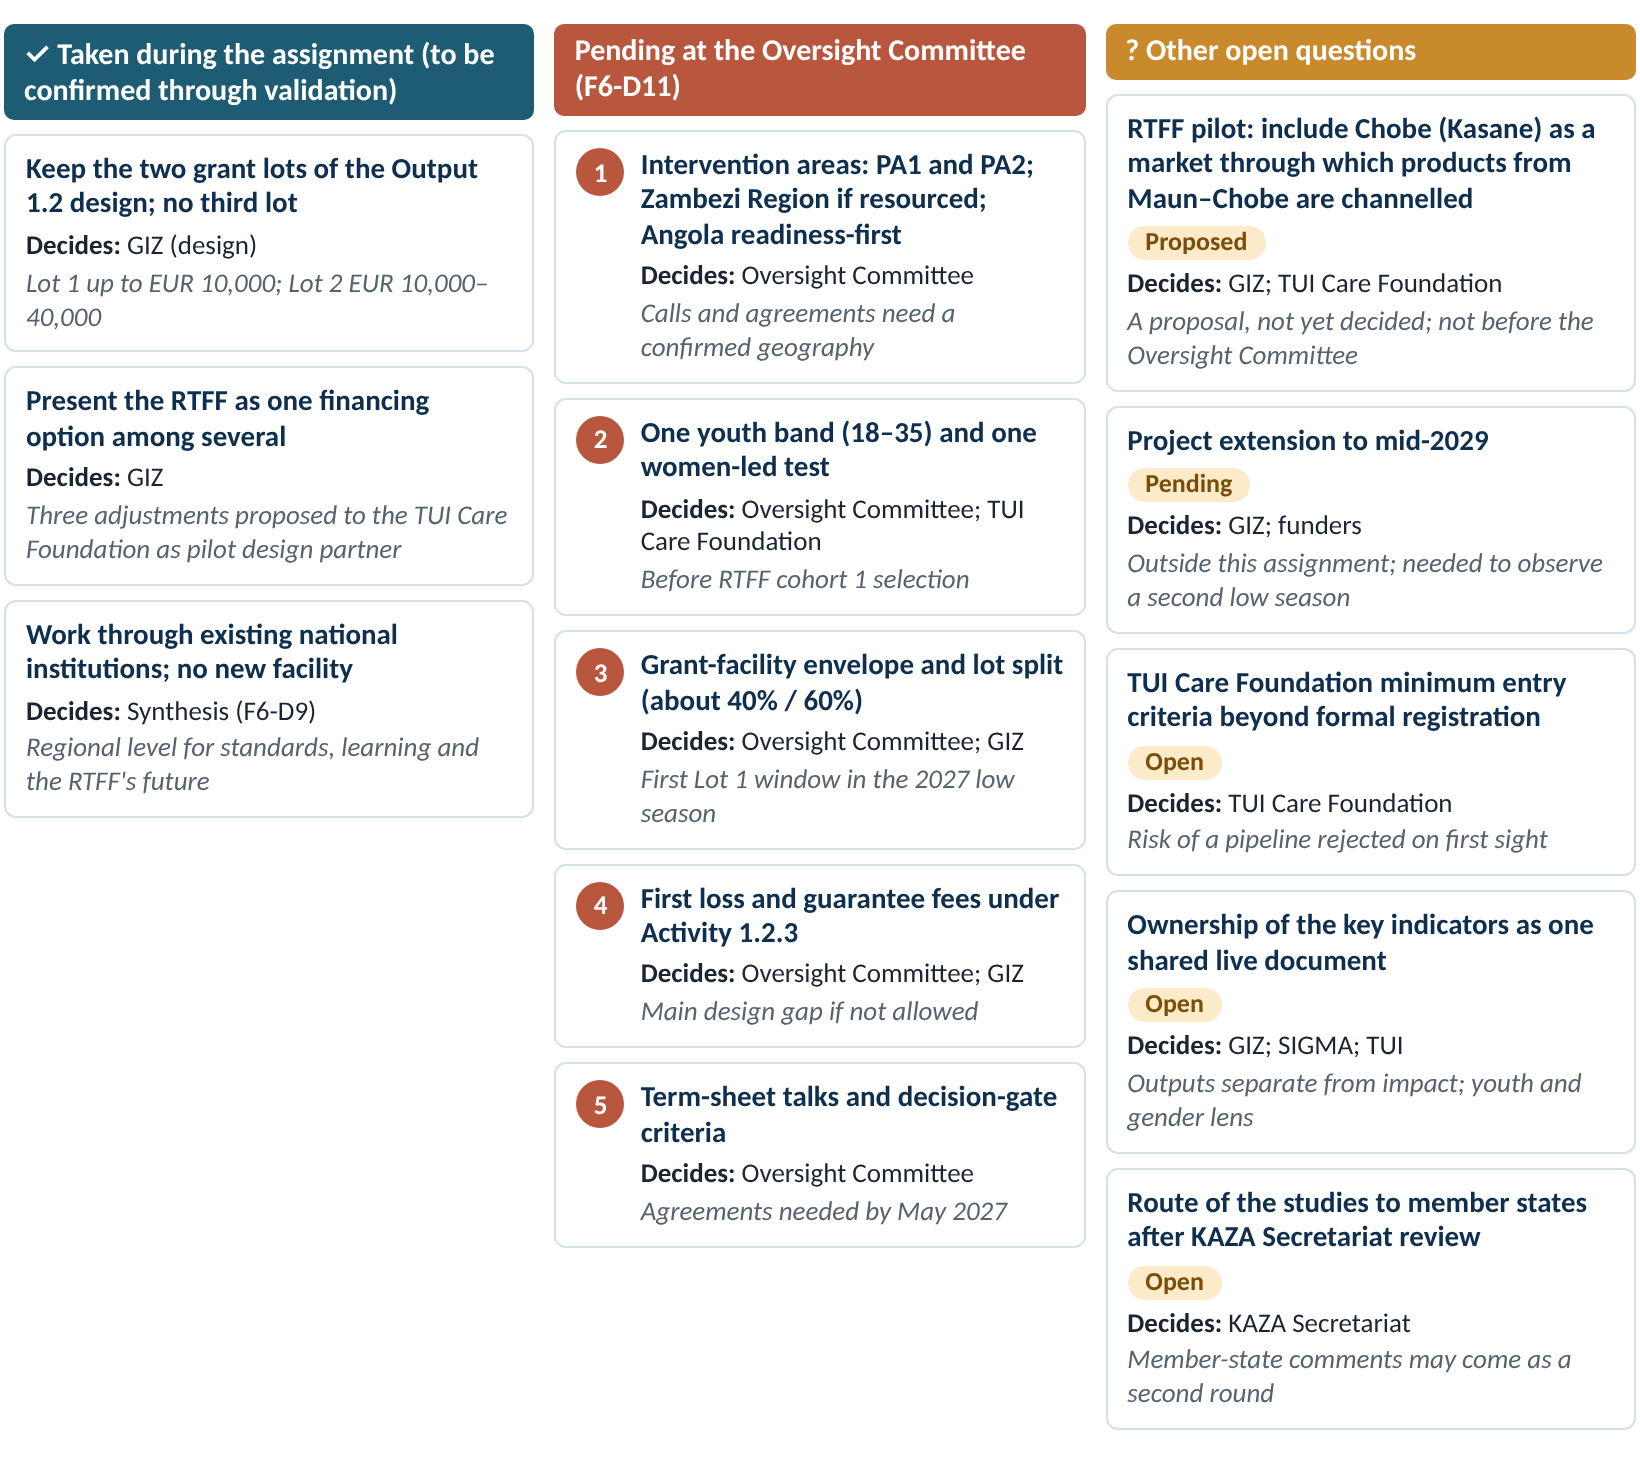 ✓ Taken during the assignment (to be
confirmed through validation)
Keep the two grant lots of the Output
1.2 design; no third lot
Decides: GIZ (design)
Lot 1 up to EUR 10,000; Lot 2 EUR 10,000–
40,000
Present the RTFF as one financing
option among several
Decides: GIZ
Three adjustments proposed to the TUI Care
Foundation as pilot design partner
Work through existing national
institutions; no new facility
Decides: Synthesis (F6-D9)
Regional level for standards, learning and
the RTFF's future
Pending at the Oversight Committee
(F6-D11)
1
Intervention areas: PA1 and PA2;
Zambezi Region if resourced;
Angola readiness-first
Decides: Oversight Committee
Calls and agreements need a
confirmed geography
2
One youth band (18–35) and one
women-led test
Decides: Oversight Committee; TUI
Care Foundation
Before RTFF cohort 1 selection
3
Grant-facility envelope and lot split
(about 40% / 60%)
Decides: Oversight Committee; GIZ
First Lot 1 window in the 2027 low
season
4
First loss and guarantee fees under
Activity 1.2.3
Decides: Oversight Committee; GIZ
Main design gap if not allowed
5
Term-sheet talks and decision-gate
criteria
Decides: Oversight Committee
Agreements needed by May 2027
? Other open questions
RTFF pilot: include Chobe (Kasane) as a
market through which products from
Maun–Chobe are channelled
Proposed
Decides: GIZ; TUI Care Foundation
A proposal, not yet decided; not before the
Oversight Committee
Project extension to mid-2029
Pending
Decides: GIZ; funders
Outside this assignment; needed to observe
a second low season
TUI Care Foundation minimum entry
criteria beyond formal registration
Open
Decides: TUI Care Foundation
Risk of a pipeline rejected on first sight
Ownership of the key indicators as one
shared live document
Open
Decides: GIZ; SIGMA; TUI
Outputs separate from impact; youth and
gender lens
Route of the studies to member states
after KAZA Secretariat review
Open
Decides: KAZA Secretariat
Member-state comments may come as a
second round